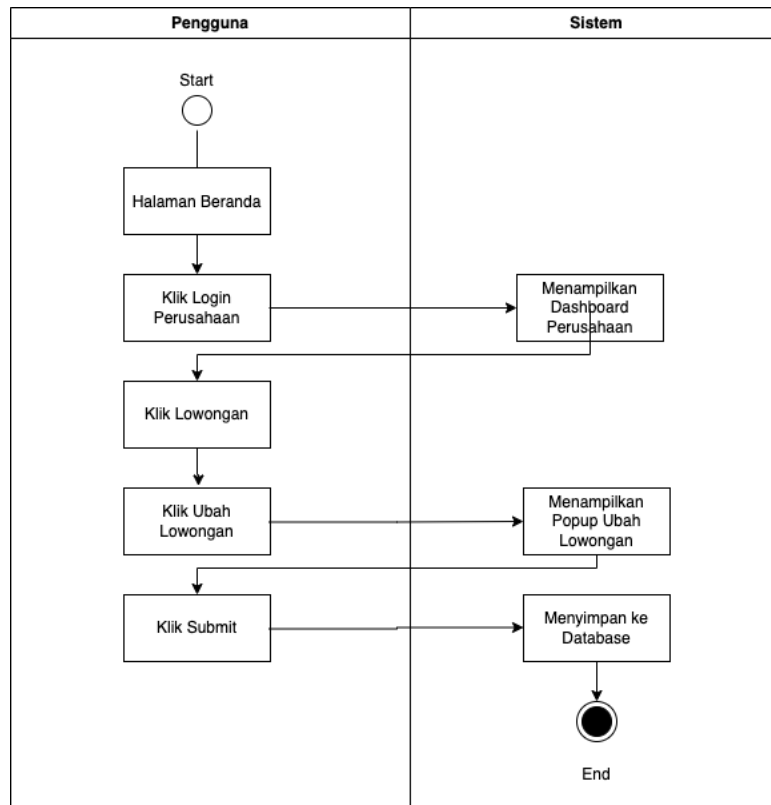 Pengguna
Sistem
Start
Halaman Beranda
Klik Login
Perusahaan
Menampilkan
Dashboard
Perusahaan
Klik Lowongan
Klik Ubah
Lowongan
Menampilkan
Popup Ubah
Lowongan
Klik Submit
Menyimpan ke
Database
End